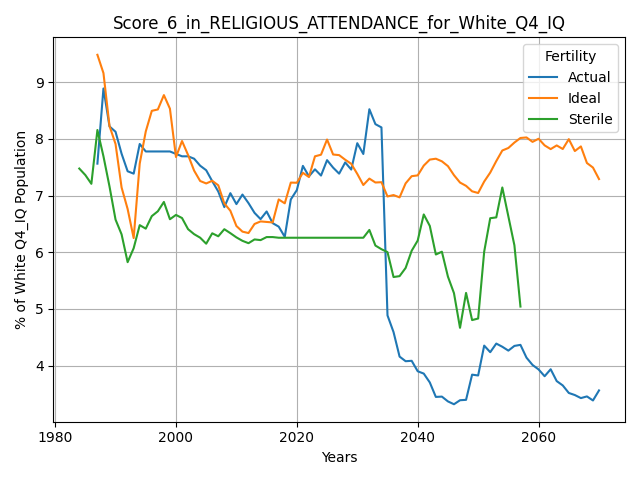 Score_6_in_RELIGIOUS_ATTENDANCE_for_White_Q4_IQ
Fertility
Actual
Ideal
Sterile
% of White Q4_IQ Population
9
8
7
6
5
4
1980
2000
2020
2040
2060
Years